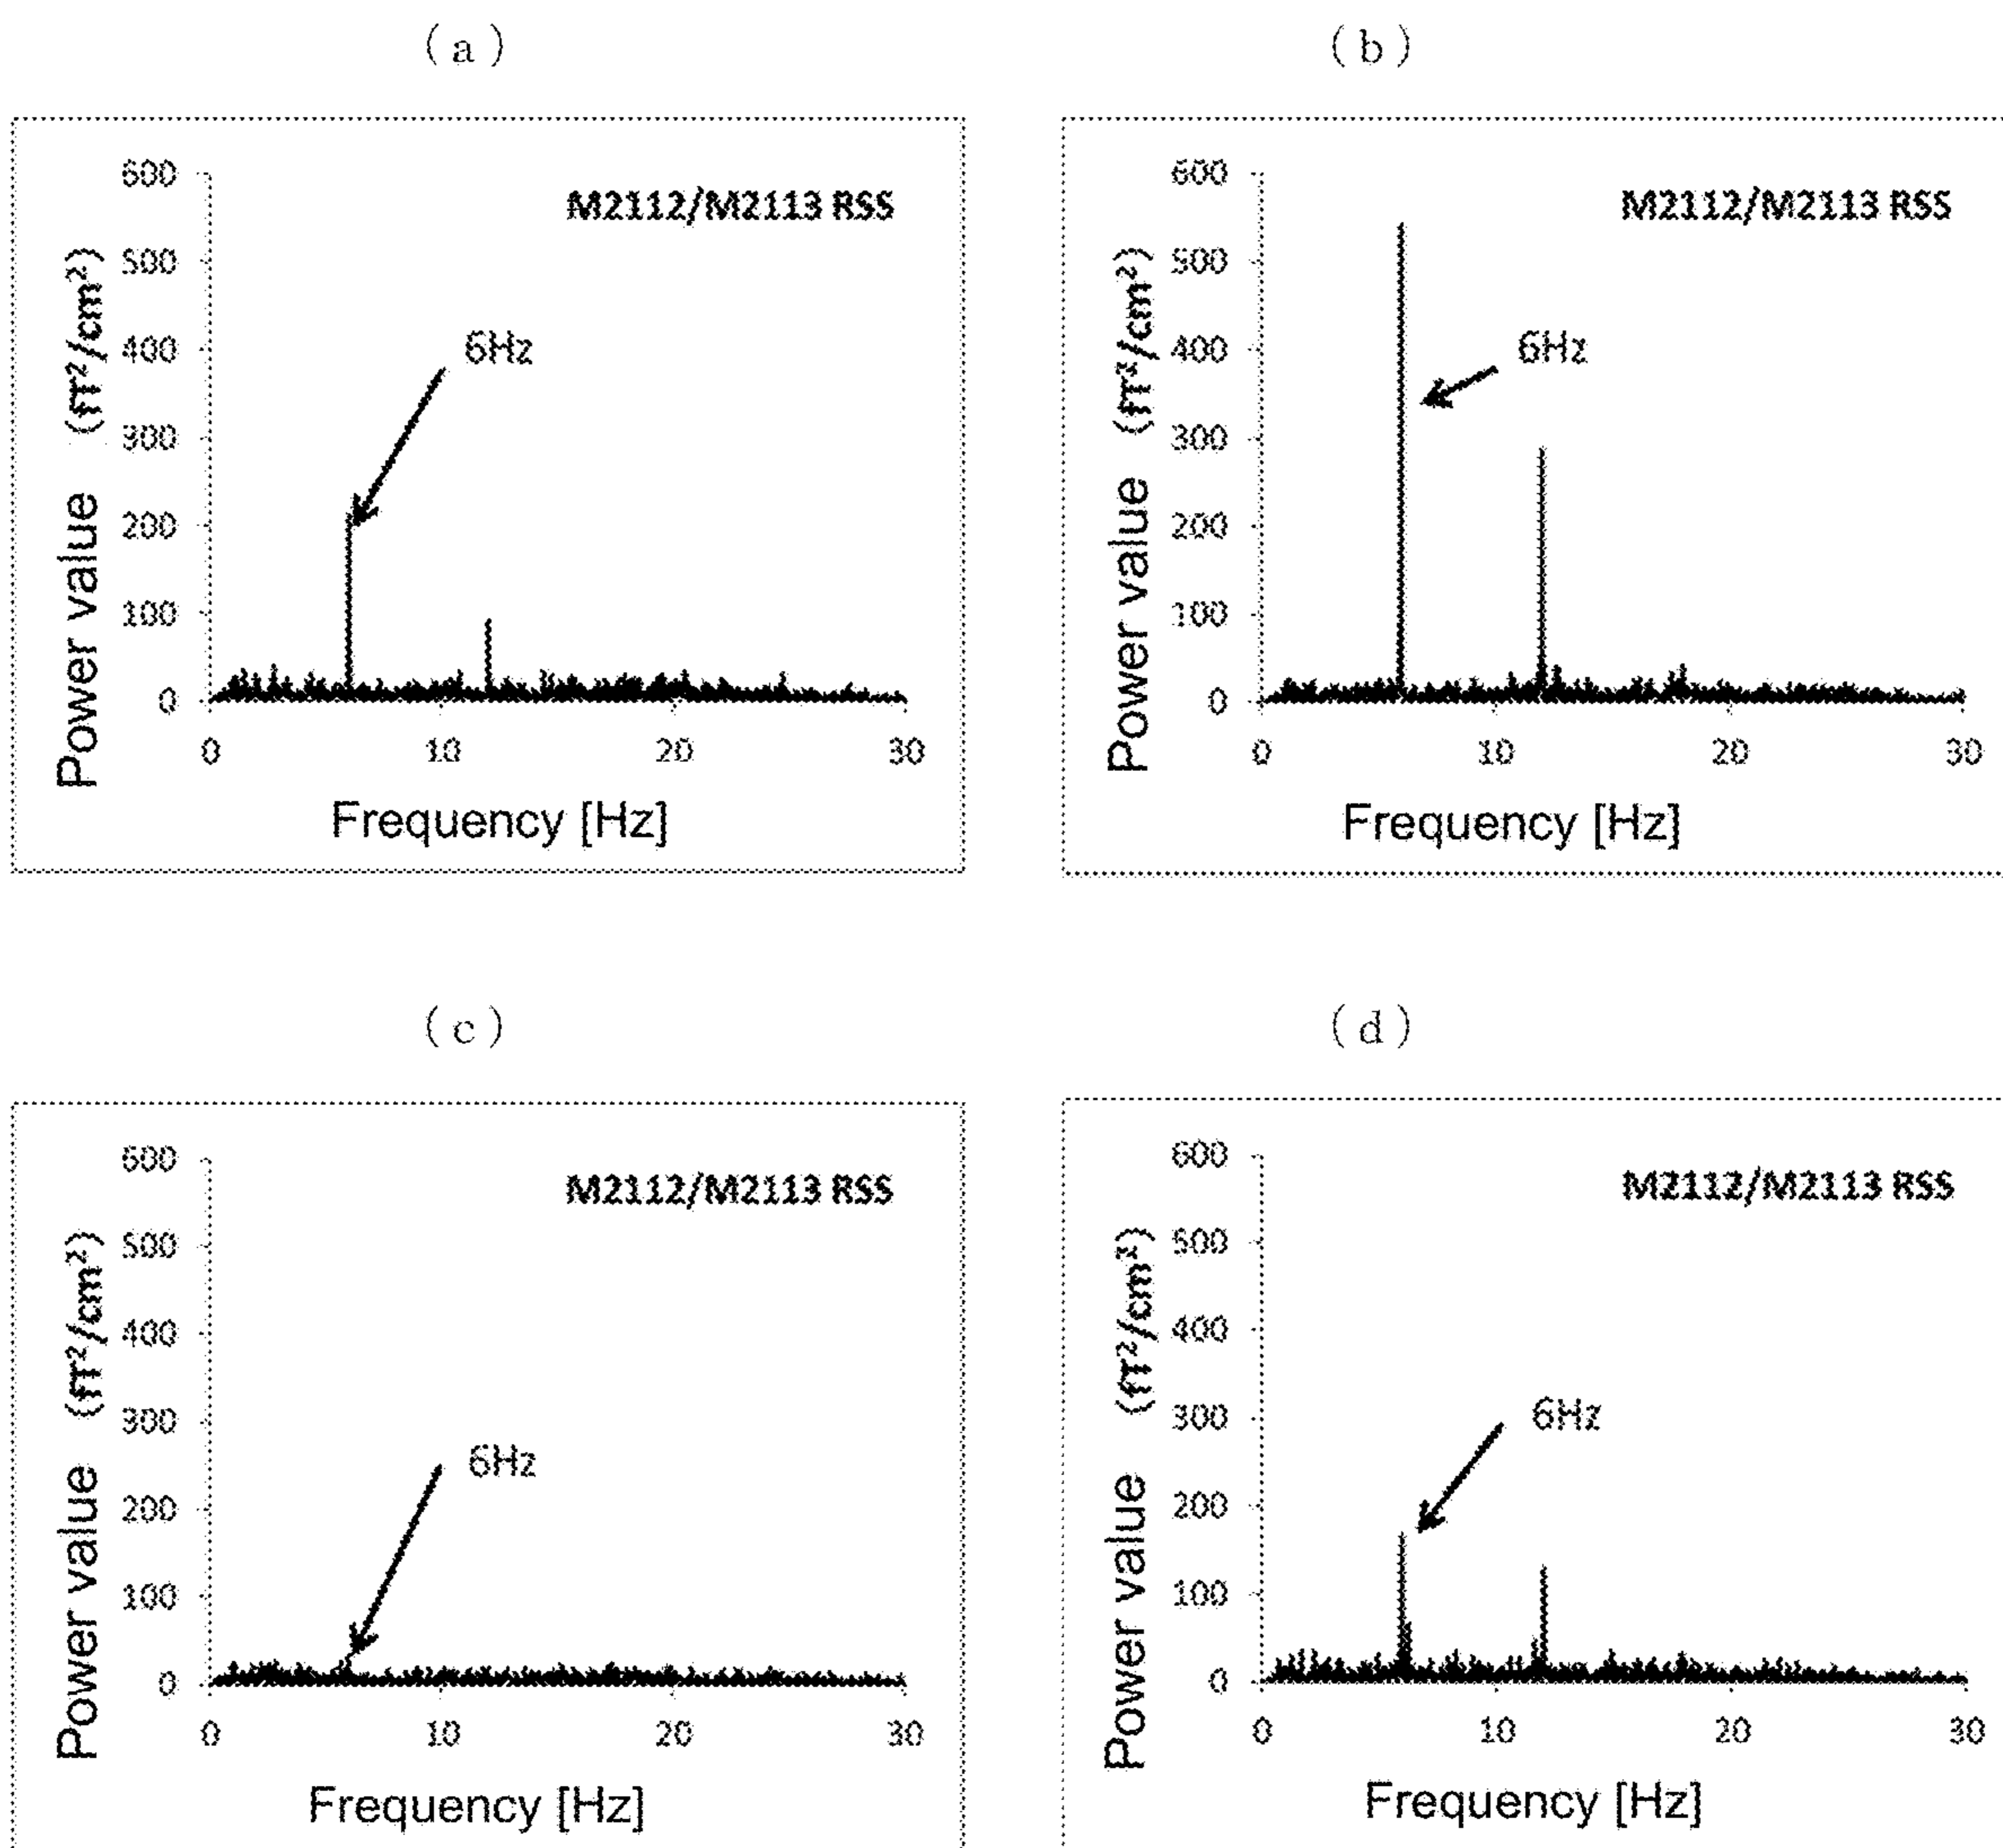 (a)
600
M2112/M2113 RSS
500
400
300
200
100
0
6Hz
0 10 20 30
Power value (fT²/cm²)
Frequency [Hz]
(b)
600
M2112/M2113 RSS
500
400
300
200
100
0
6Hz
0 10 20 30
Power value (fT²/cm²)
Frequency [Hz]
(c)
600
M2112/M2113 RSS
500
400
300
200
100
0
6Hz
0 10 20 30
Power value (fT²/cm²)
Frequency [Hz]
(d)
600
M2112/M2113 RSS
500
400
300
200
100
0
6Hz
0 10 20 30
Power value (fT²/cm²)
Frequency [Hz]